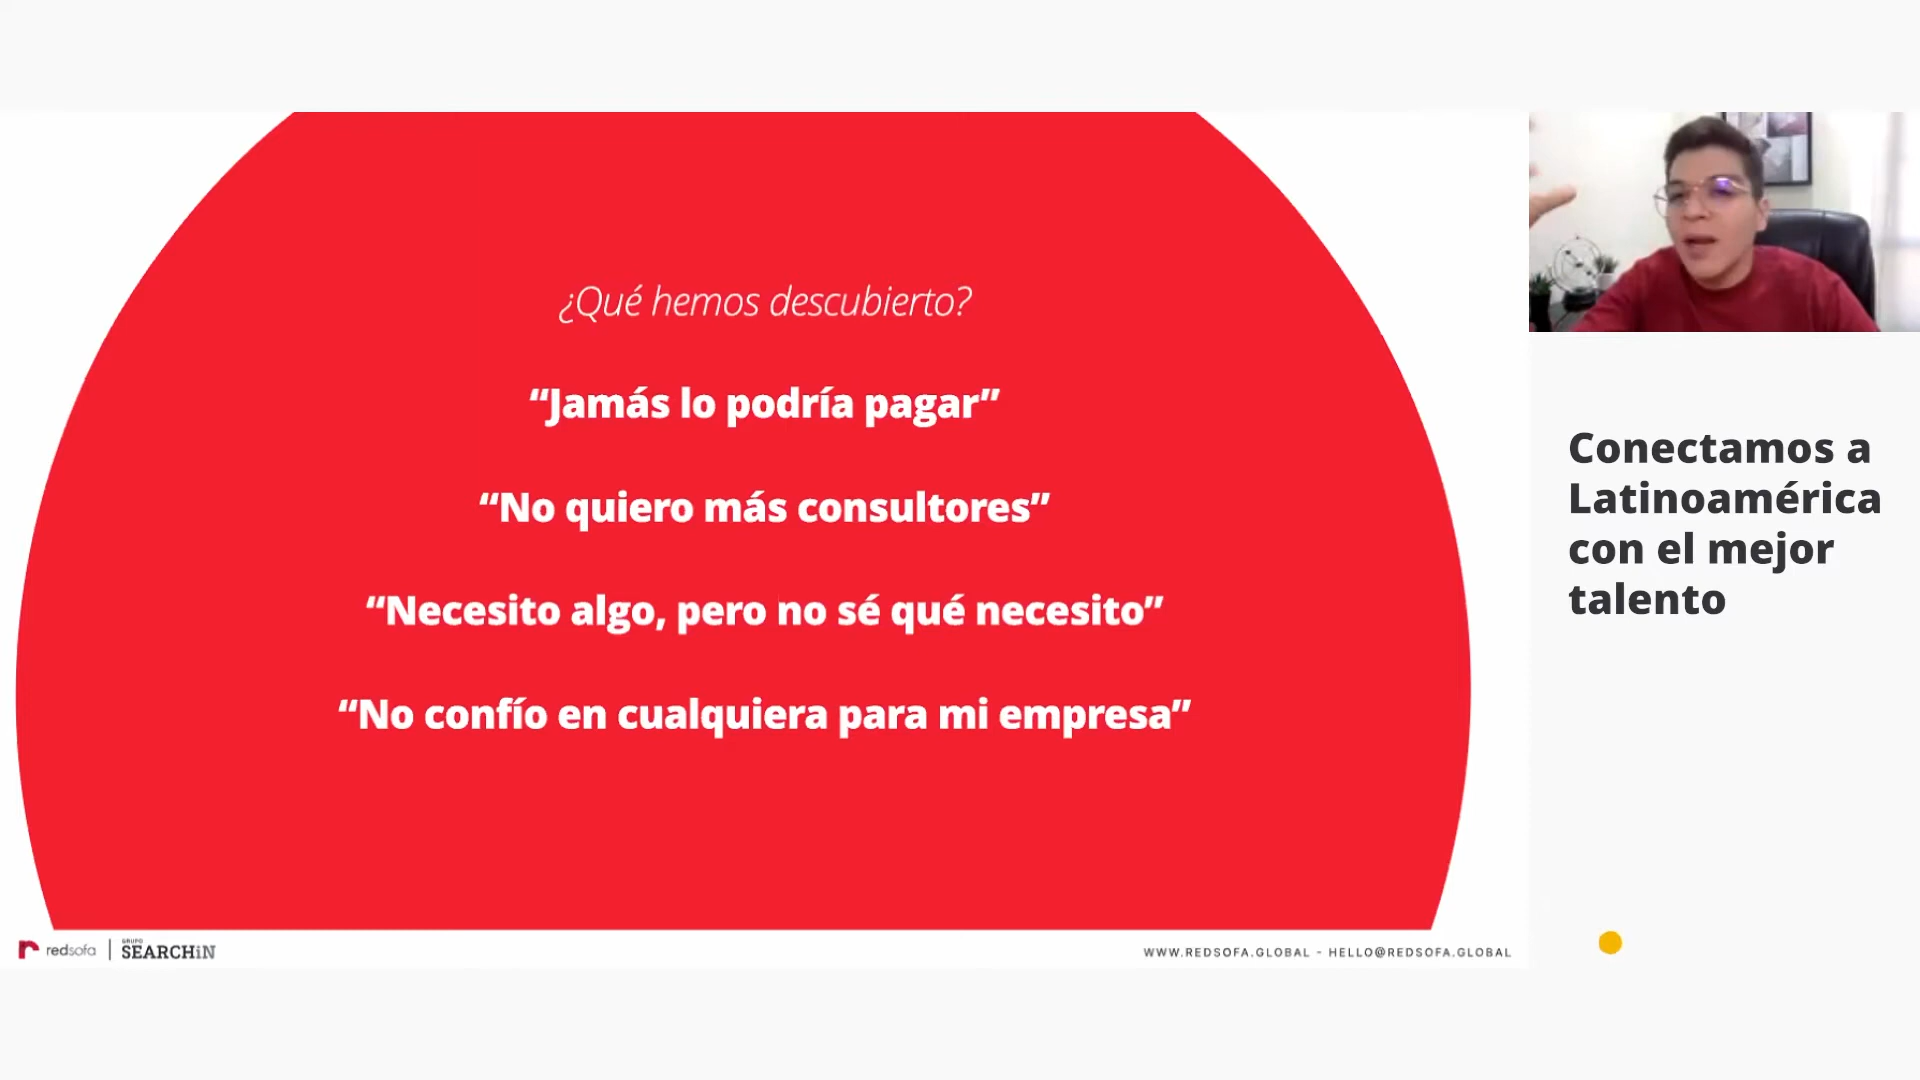 ¿Qué hemos descubierto?
“Jamás lo podría pagar”
“No quiero más consultores”
“Necesito algo, pero no sé qué necesito”
“No confío en cualquiera para mi empresa”
Conectamos a
Latinoamérica
con el mejor
talento
redsofa
GRUPO
SEARCHiN
WWW.REDSOFA.GLOBAL - HELLO@REDSOFA.GLOBAL